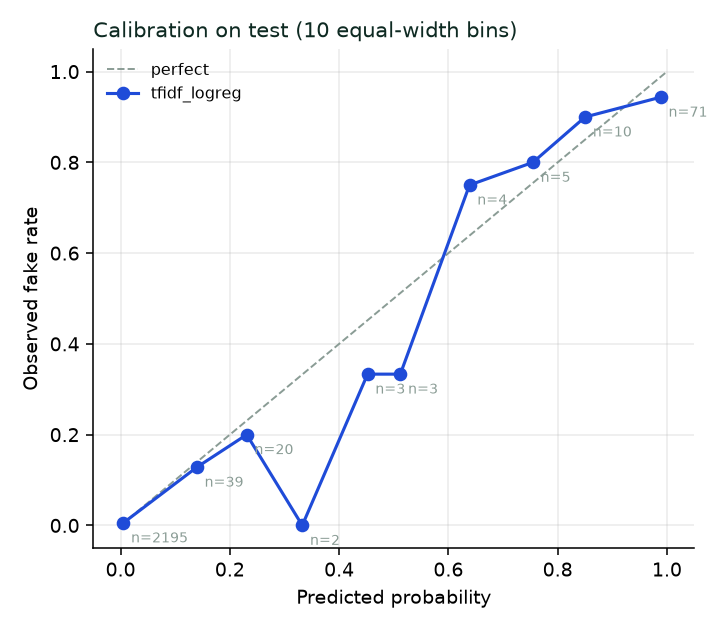 Calibration on test (10 equal-width bins)
perfect
tfidf_logreg
Observed fake rate
1.0
0.8
0.6
0.4
0.2
0.0
n=2195
n=39
n=20
n=2
n=3
n=3
n=4
n=5
n=10
n=71
0.0 0.2 0.4 0.6 0.8 1.0
Predicted probability